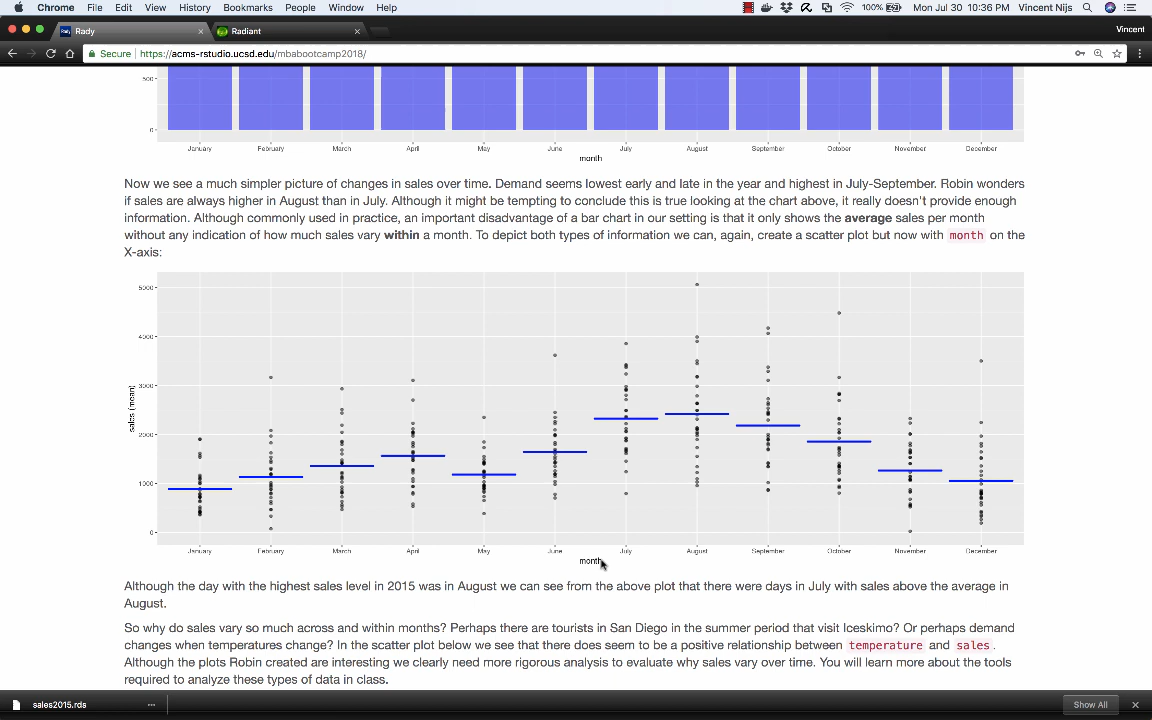 Chrome File Edit View History Bookmarks People Window Help 100% Mon Jul 30 10:36 PM Vincent Nijs
Rady Radiant Vincent
Secure https://acms-rstudio.ucsd.edu/mbabootcamp2018/
500
0
January February March April May June July August September October November December
month
Now we see a much simpler picture of changes in sales over time. Demand seems lowest early and late in the year and highest in July-September. Robin wonders
if sales are always higher in August than in July. Although it might be tempting to conclude this is true looking at the chart above, it really doesn't provide enough
information. Although commonly used in practice, an important disadvantage of a bar chart in our setting is that it only shows the average sales per month
without any indication of how much sales vary within a month. To depict both types of information we can, again, create a scatter plot but now with month on the
X-axis:
5000
4000
3000
2000
1000
0
sales (mean)
January February March April May June July August September October November December
month
Although the day with the highest sales level in 2015 was in August we can see from the above plot that there were days in July with sales above the average in
August.
So why do sales vary so much across and within months? Perhaps there are tourists in San Diego in the summer period that visit Iceskimo? Or perhaps demand
changes when temperatures change? In the scatter plot below we see that there does seem to be a positive relationship between temperature and sales.
Although the plots Robin created are interesting we clearly need more rigorous analysis to evaluate why sales vary over time. You will learn more about the tools
required to analyze these types of data in class.
sales2015.rds Show All